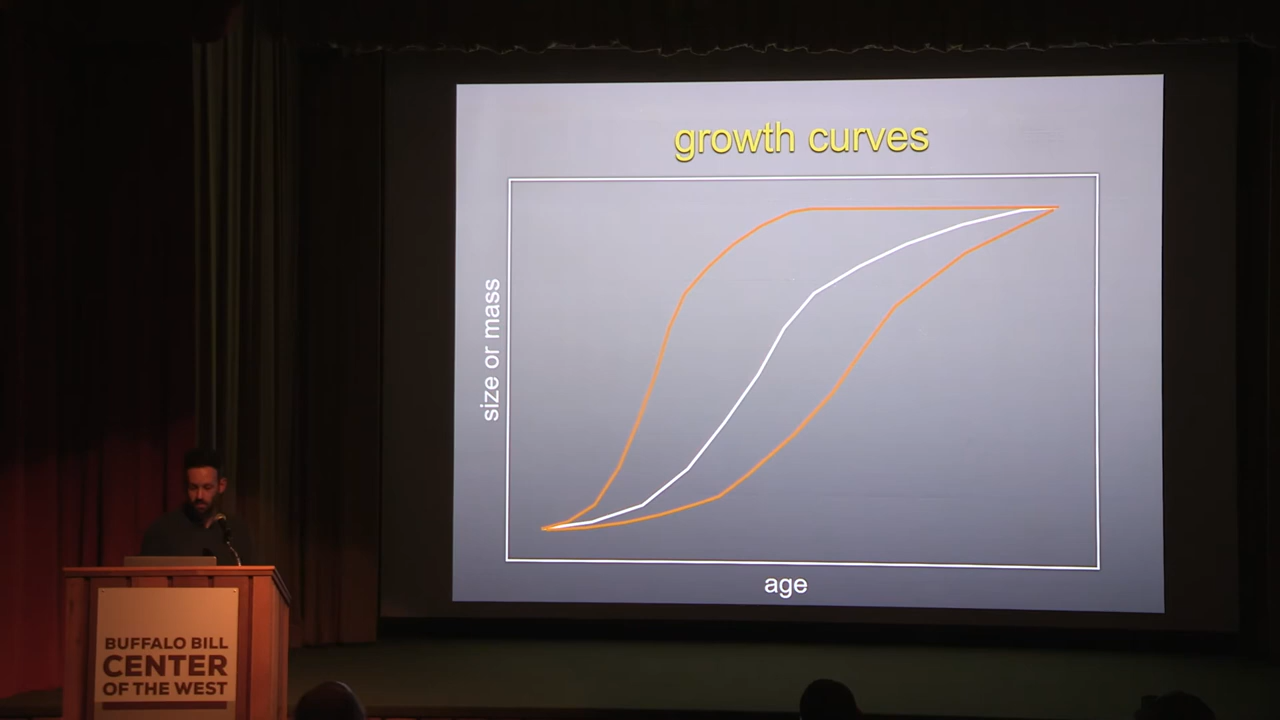 growth curves
size or mass
age
BUFFALO BILL
CENTER
OF THE WEST